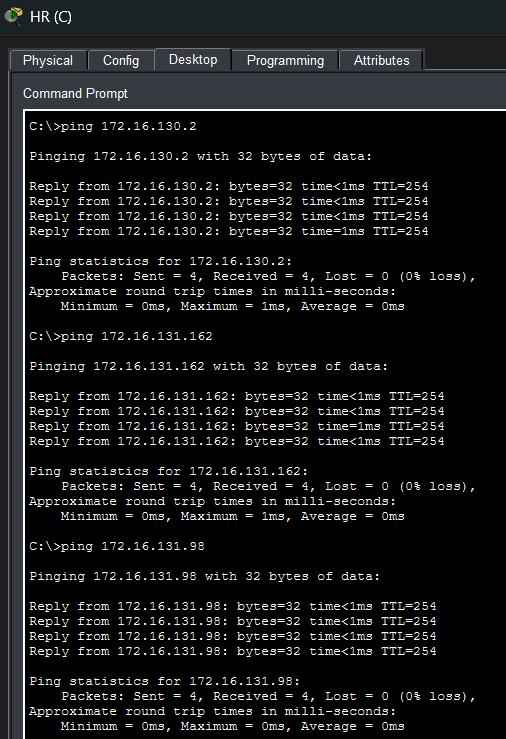 HR (C)
Physical Config Desktop Programming Attributes
Command Prompt
C:\>ping 172.16.130.2
Pinging 172.16.130.2 with 32 bytes of data:
Reply from 172.16.130.2: bytes=32 time<1ms TTL=254
Reply from 172.16.130.2: bytes=32 time<1ms TTL=254
Reply from 172.16.130.2: bytes=32 time<1ms TTL=254
Reply from 172.16.130.2: bytes=32 time=1ms TTL=254
Ping statistics for 172.16.130.2:
Packets: Sent = 4, Received = 4, Lost = 0 (0% loss),
Approximate round trip times in milli-seconds:
Minimum = 0ms, Maximum = 1ms, Average = 0ms
C:\>ping 172.16.131.162
Pinging 172.16.131.162 with 32 bytes of data:
Reply from 172.16.131.162: bytes=32 time<1ms TTL=254
Reply from 172.16.131.162: bytes=32 time<1ms TTL=254
Reply from 172.16.131.162: bytes=32 time=1ms TTL=254
Reply from 172.16.131.162: bytes=32 time<1ms TTL=254
Ping statistics for 172.16.131.162:
Packets: Sent = 4, Received = 4, Lost = 0 (0% loss),
Approximate round trip times in milli-seconds:
Minimum = 0ms, Maximum = 1ms, Average = 0ms
C:\>ping 172.16.131.98
Pinging 172.16.131.98 with 32 bytes of data:
Reply from 172.16.131.98: bytes=32 time<1ms TTL=254
Reply from 172.16.131.98: bytes=32 time<1ms TTL=254
Reply from 172.16.131.98: bytes=32 time<1ms TTL=254
Reply from 172.16.131.98: bytes=32 time<1ms TTL=254
Ping statistics for 172.16.131.98:
Packets: Sent = 4, Received = 4, Lost = 0 (0% loss),
Approximate round trip times in milli-seconds:
Minimum = 0ms, Maximum = 0ms, Average = 0ms